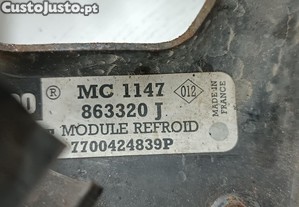 CustoJusto.pt
® MC 1147
012
863320 J
MADE IN FRANCE
MODULE REFROID
7700424839P